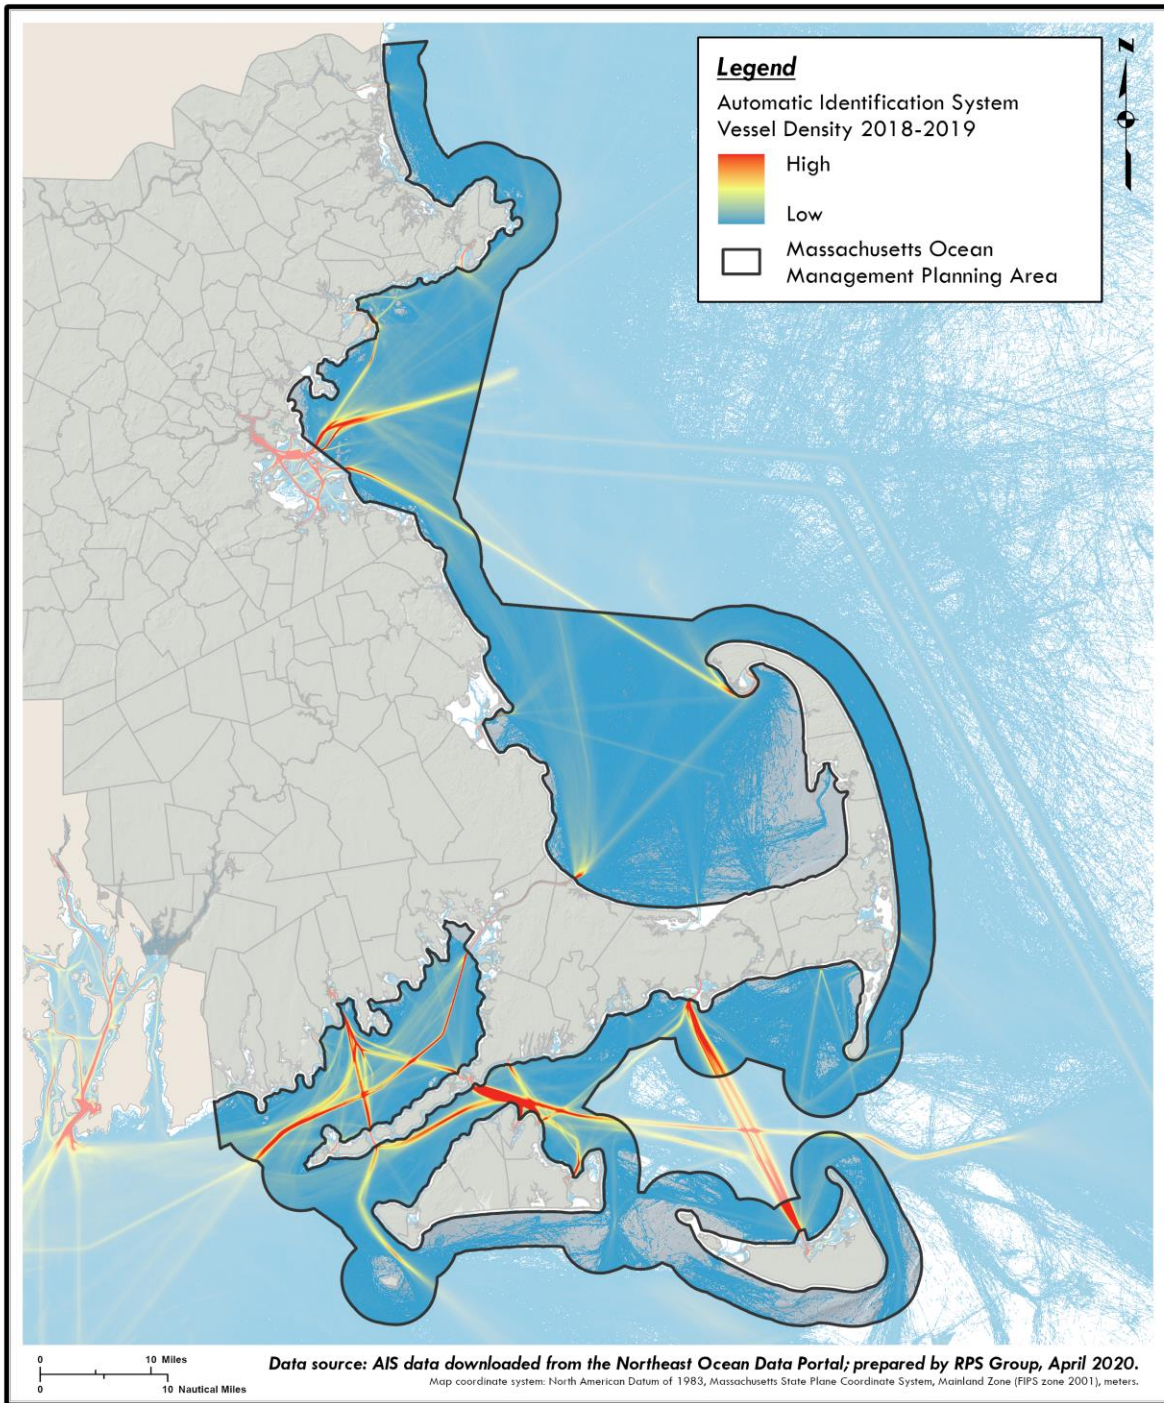 Legend
Automatic Identification System
Vessel Density 2018-2019
High
Low
Massachusetts Ocean
Management Planning Area
N
0 10 Miles
0 10 Nautical Miles
Data source: AIS data downloaded from the Northeast Ocean Data Portal; prepared by RPS Group, April 2020.
Map coordinate system: North American Datum of 1983, Massachusetts State Plane Coordinate System, Mainland Zone (FIPS zone 2001), meters.